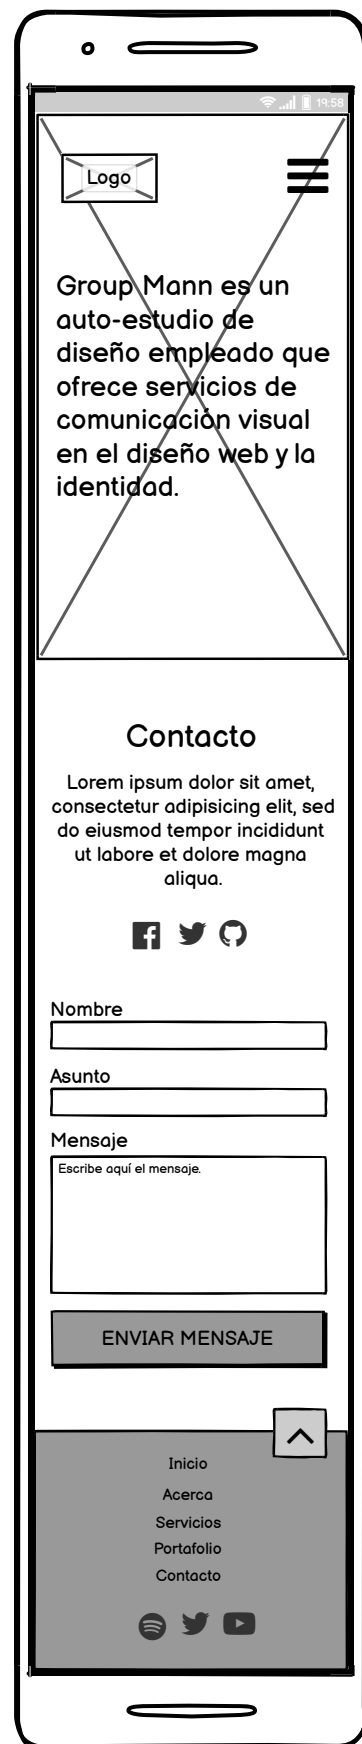 19:58
Logo
Group Mann es un
auto-estudio de
diseño empleado que
ofrece servicios de
comunicación visual
en el diseño web y la
identidad.
Contacto
Lorem ipsum dolor sit amet,
consectetur adipisicing elit, sed
do eiusmod tempor incididunt
ut labore et dolore magna
aliqua.
Nombre
Asunto
Mensaje
Escribe aquí el mensaje.
ENVIAR MENSAJE
Inicio
Acerca
Servicios
Portafolio
Contacto